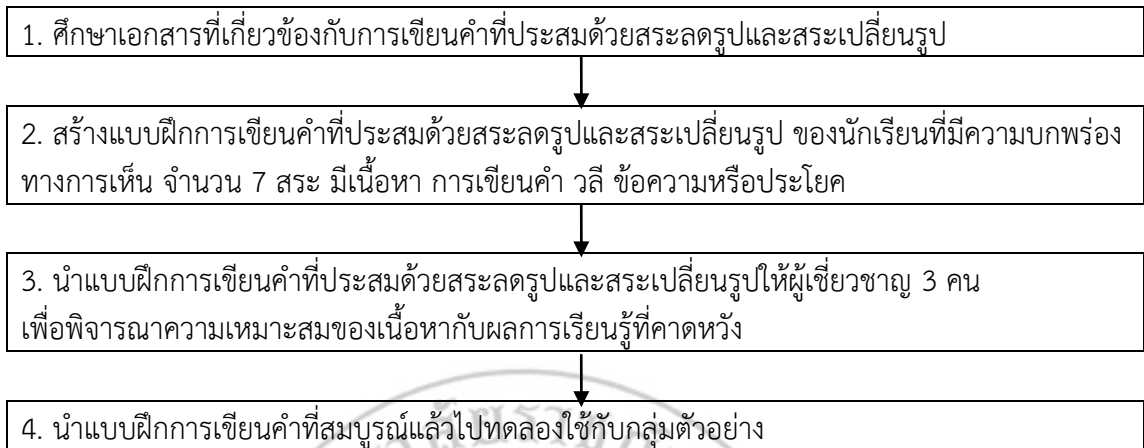 1. ศึกษาเอกสารที่เกี่ยวข้องกับการเขียนคำที่ประสมด้วยสระลดรูปและสระเปลี่ยนรูป
2. สร้างแบบฝึกการเขียนคำที่ประสมด้วยสระลดรูปและสระเปลี่ยนรูป ของนักเรียนที่มีความบกพร่อง
ทางการเห็น จำนวน 7 สระ มีเนื้อหา การเขียนคำ วลี ข้อความหรือประโยค
3. นำแบบฝึกการเขียนคำที่ประสมด้วยสระลดรูปและสระเปลี่ยนรูปให้ผู้เชี่ยวชาญ 3 คน
เพื่อพิจารณาความเหมาะสมของเนื้อหากับผลการเรียนรู้ที่คาดหวัง
4. นำแบบฝึกการเขียนคำที่สมบูรณ์แล้วไปทดลองใช้กับกลุ่มตัวอย่าง